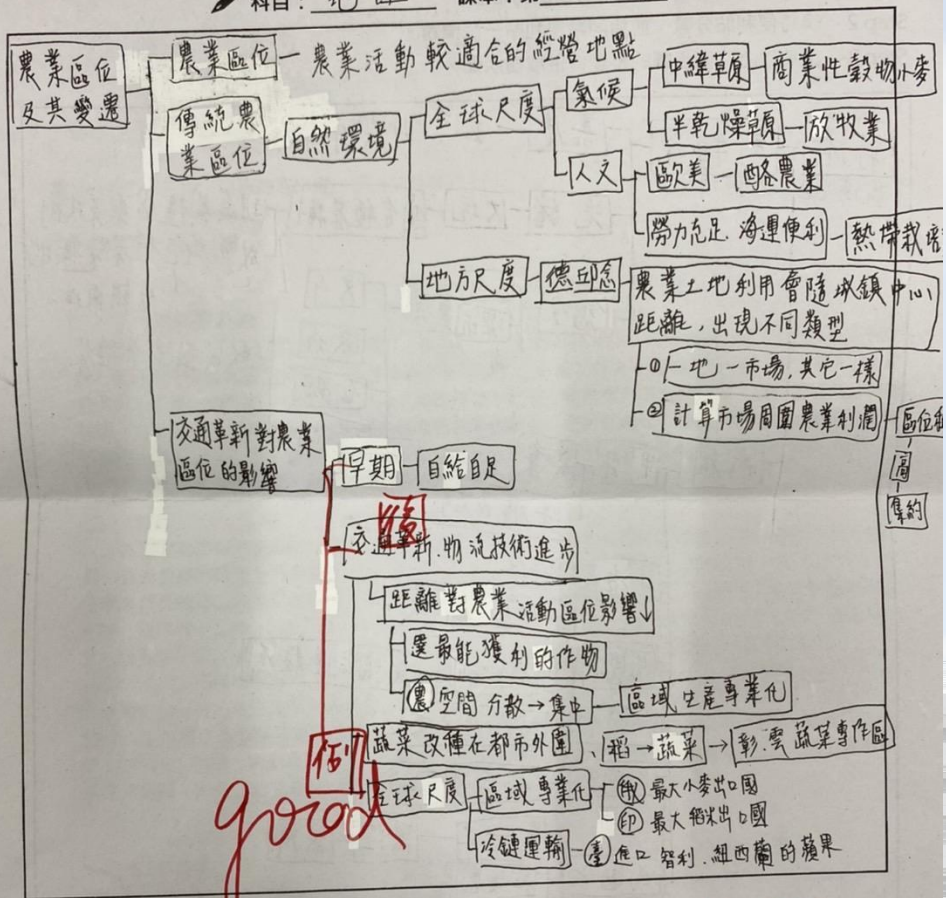 科目：
農業區位
及其變遷
農業區位
農業活動較適合的經營地點
傳統農
業區位
自然環境
全球尺度
氣候
中緯草原
商業性穀物小麥
半乾燥草原
放牧業
人文
歐美
酪農業
勞力充足、海運便利
熱帶栽培
地方尺度
德邱念
農業土地利用會隨城鎮中心
距離，出現不同類型
① 一地一市場，其它一樣
② 計算市場周圍農業利潤
區位
高
集約
交通革新對農業
區位的影響
早期
自給自足
後
交通革新、物流技術進步
距離對農業活動區位影響↓
選最能獲利的作物
農 空間 分散→集中
區域生產專業化
例
蔬菜改種在都市外圍、稻→蔬菜→彰.雲蔬菜專作區
全球尺度
區域專業化
俄 最大小麥出口國
印 最大稻米出口國
冷鏈運輸
臺 進口 智利.紐西蘭的蘋果
good